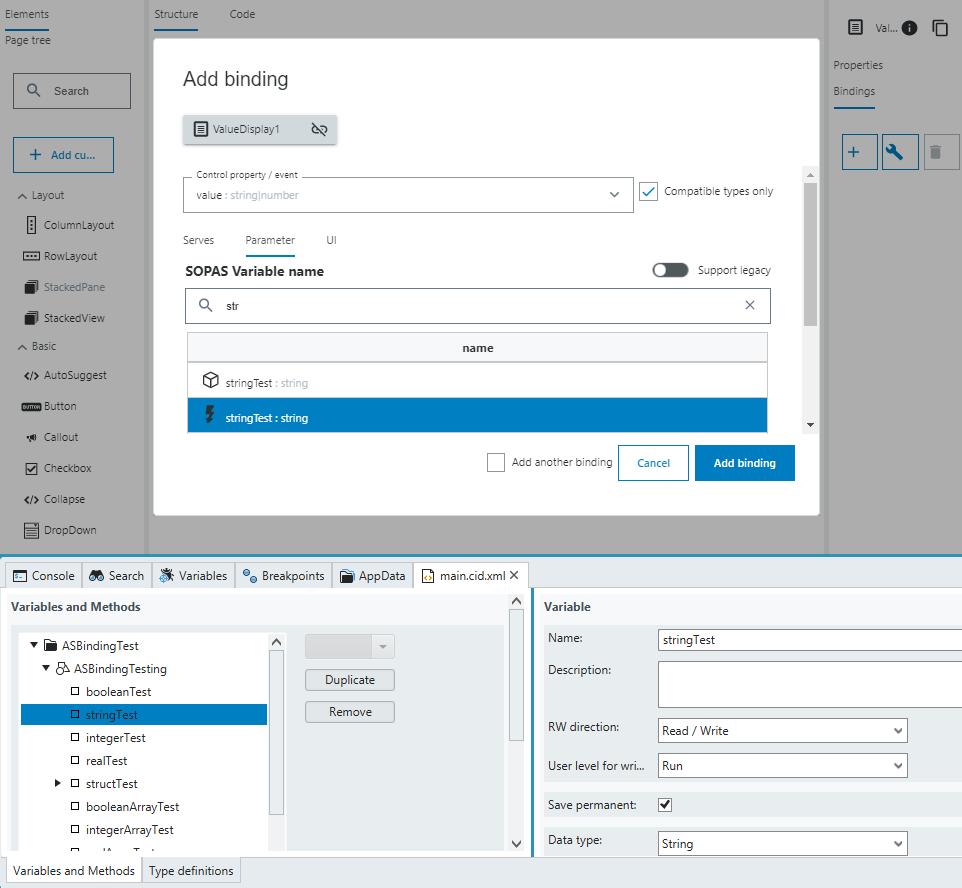 Elements
Page tree
Search
Add cu...
Layout
ColumnLayout
RowLayout
StackedPane
StackedView
Basic
AutoSuggest
BUTTON Button
Callout
Checkbox
Collapse
DropDown
Structure Code
Add binding
ValueDisplay1
Control property / event
value : string|number
Compatible types only
Serves Parameter UI
SOPAS Variable name
Support legacy
str
name
stringTest : string
stringTest : string
Add another binding
Cancel
Add binding
Val...
Properties
Bindings
Console Search Variables Breakpoints AppData main.cid.xml
Variables and Methods
ASBindingTest
ASBindingTesting
booleanTest
stringTest
integerTest
realTest
structTest
booleanArrayTest
integerArrayTest
Duplicate
Remove
Variables and Methods Type definitions
Variable
Name: stringTest
Description:
RW direction: Read / Write
User level for wri... Run
Save permanent:
Data type: String